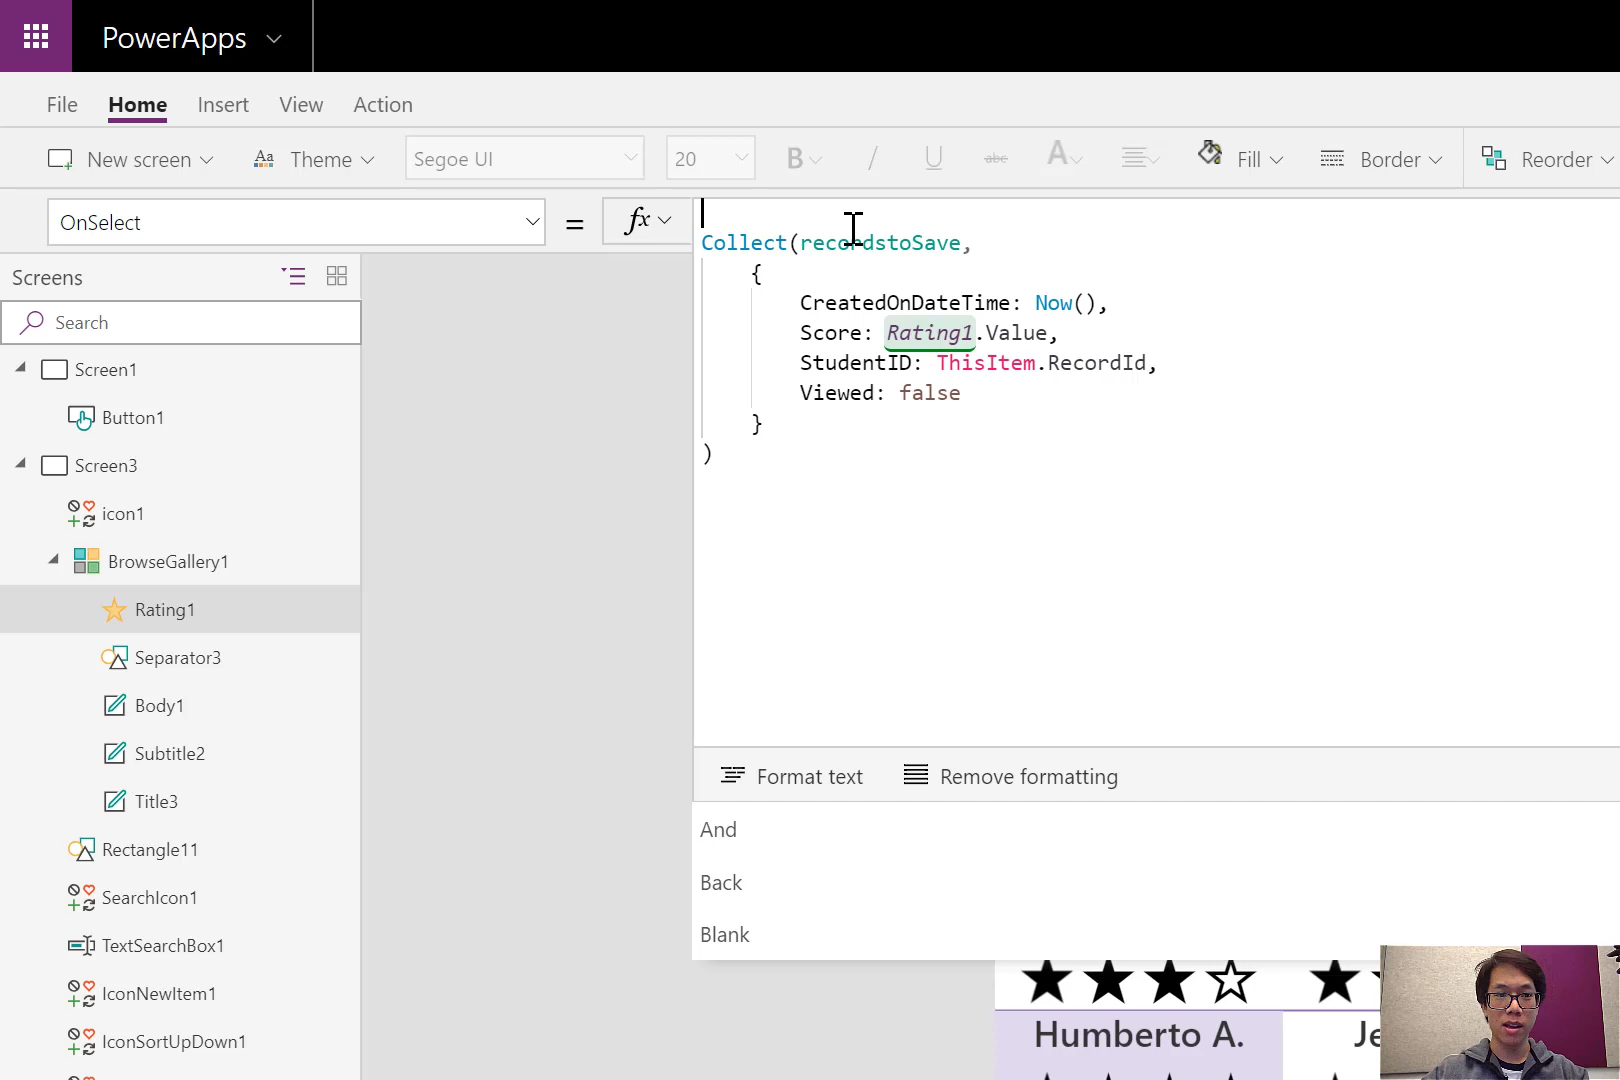 PowerApps
File Home Insert View Action
New screen Aa Theme Segoe UI 20 B / U abc A Fill Border Reorder
OnSelect = fx
Collect(recordstoSave,
{
CreatedOnDateTime: Now(),
Score: Rating1.Value,
StudentID: ThisItem.RecordId,
Viewed: false
}
)
Screens
Search
Screen1
Button1
Screen3
icon1
BrowseGallery1
Rating1
Separator3
Body1
Subtitle2
Title3
Rectangle11
SearchIcon1
TextSearchBox1
IconNewItem1
IconSortUpDown1
Format text Remove formatting
And
Back
Blank
Humberto A. Je